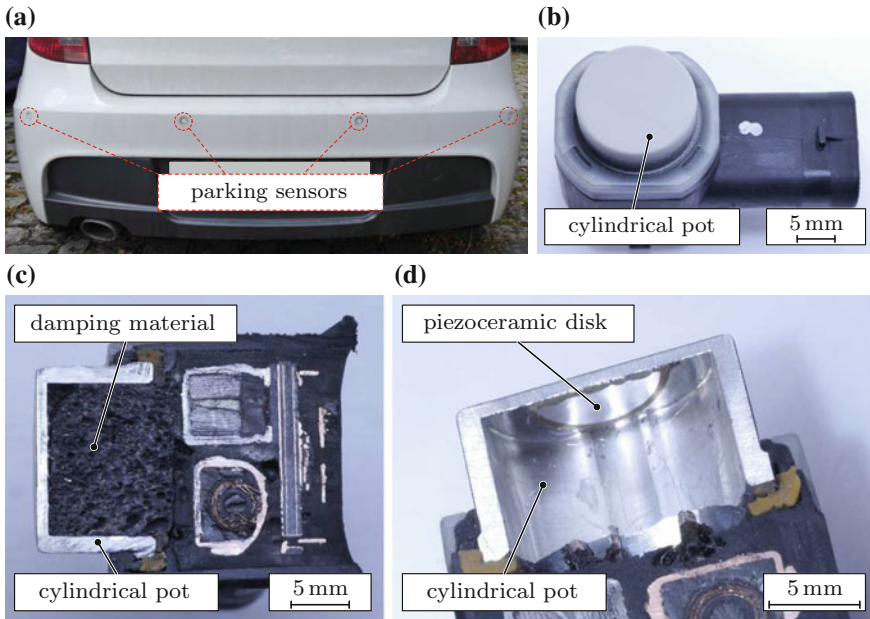 (a)
parking sensors
(b)
cylindrical pot
5 mm
(c)
damping material
cylindrical pot
5 mm
(d)
piezoceramic disk
cylindrical pot
5 mm